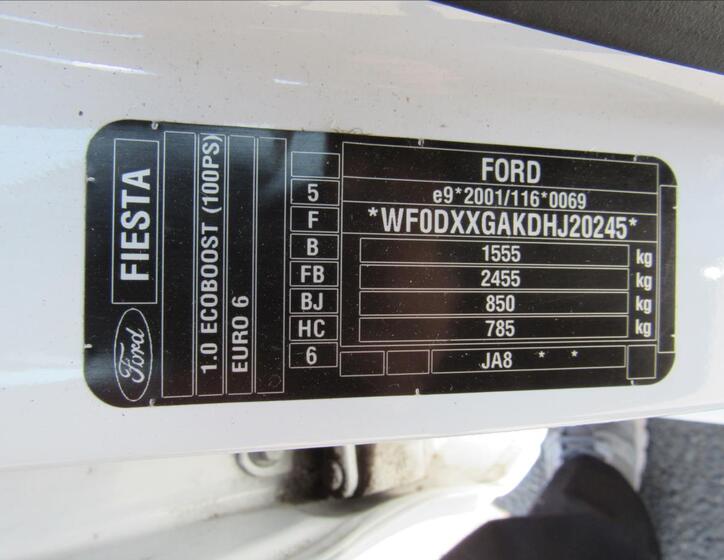 FORD
e9*2001/116*0069
*WF0DXXGAKDHJ20245*
5
F
B 1555 kg
FB 2455 kg
BJ 850 kg
HC 785 kg
6 JA8 * *
Ford
FIESTA
1.0 ECOBOOST (100PS)
EURO 6